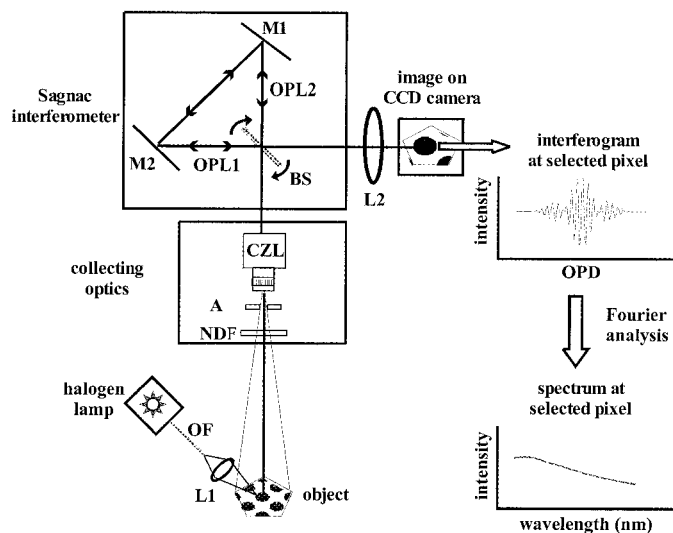 M1
Sagnac
interferometer
OPL2
M2
OPL1
BS
L2
image on
CCD camera
interferogram
at selected pixel
intensity
OPD
Fourier
analysis
collecting
optics
CZL
A
NDF
halogen
lamp
OF
L1
object
spectrum at
selected pixel
intensity
wavelength (nm)